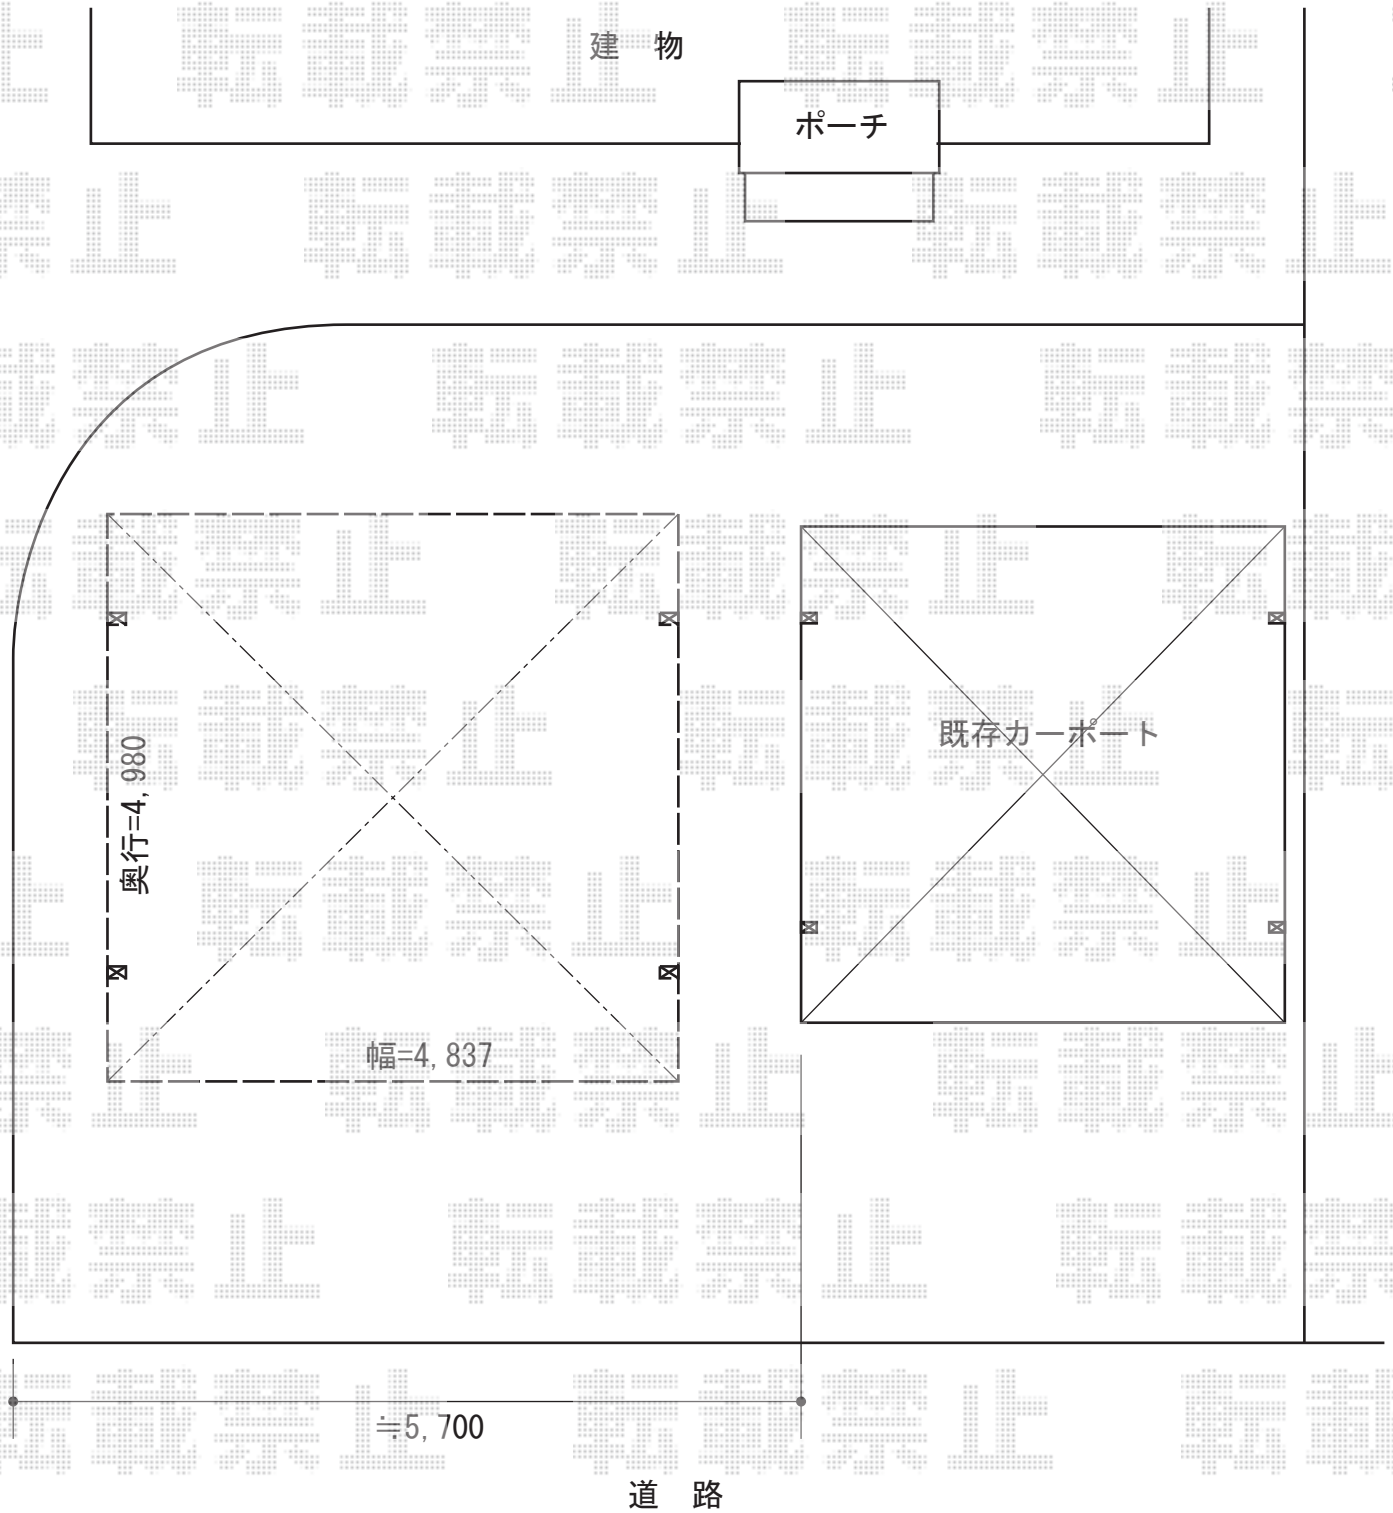 建 物
ポーチ
既存カーポート
奥行=4,980
幅=4,837
≒5,700
道 路
転載禁止